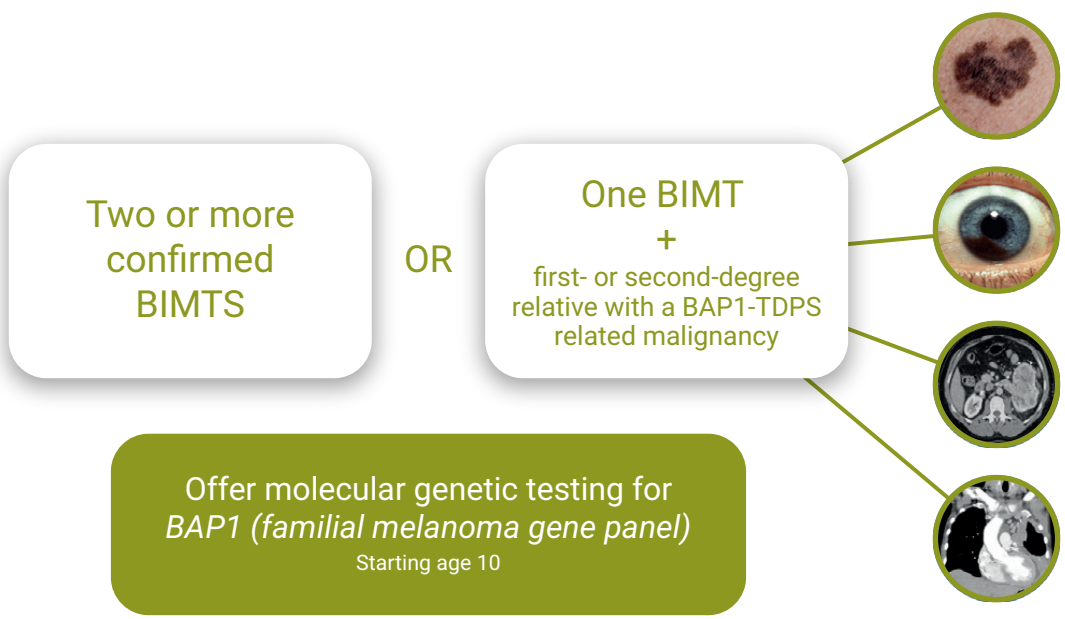 Two or more
confirmed
BIMTS
OR
One BIMT
+
first- or second-degree
relative with a BAP1-TDPS
related malignancy
Offer molecular genetic testing for
BAP1 (familial melanoma gene panel)
Starting age 10